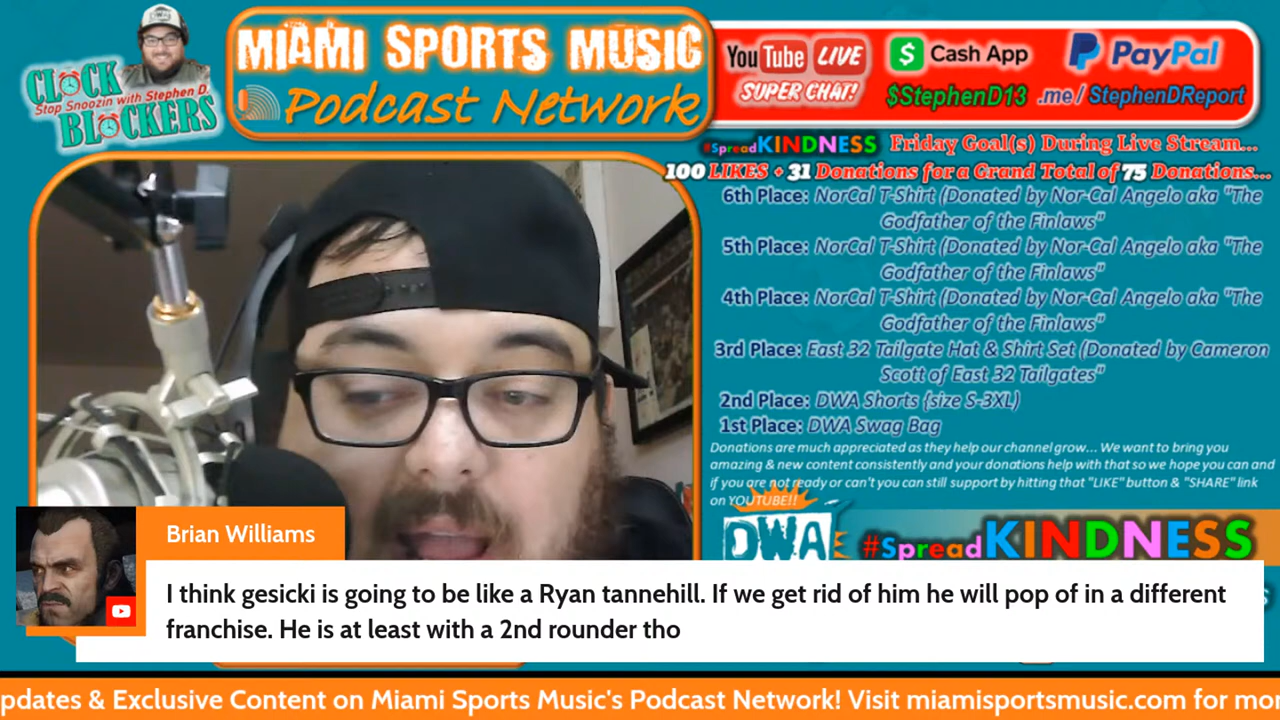 DWA
CLOCK
Stop Snoozin with Stephen D.
BLOCKERS
MIAMI SPORTS MUSIC
Podcast Network
YouTube LIVE
SUPER CHAT!
$ Cash App
$StephenD13
PayPal
.me/StephenDReport
#SpreadKINDNESS Friday Goal(s) During Live Stream...
100 LIKES + 31 Donations for a Grand Total of 75 Donations...
6th Place: NorCal T-Shirt (Donated by Nor-Cal Angelo aka "The
Godfather of the Finlaws"
5th Place: NorCal T-Shirt (Donated by Nor-Cal Angelo aka "The
Godfather of the Finlaws"
4th Place: NorCal T-Shirt (Donated by Nor-Cal Angelo aka "The
Godfather of the Finlaws"
3rd Place: East 32 Tailgate Hat & Shirt Set (Donated by Cameron
Scott of East 32 Tailgates"
2nd Place: DWA Shorts (size S-3XL)
1st Place: DWA Swag Bag
Donations are much appreciated as they help our channel grow... We want to bring you
amazing & new content consistently and your donations help with that so we hope you can and
if you are not ready or can't you can still support by hitting that "LIKE" button & "SHARE" link
on YOUTUBE!!
DWA
#SpreadKINDNESS
Brian Williams
I think gesicki is going to be like a Ryan tannehill. If we get rid of him he will pop of in a different
franchise. He is at least with a 2nd rounder tho
pdates & Exclusive Content on Miami Sports Music's Podcast Network! Visit miamisportsmusic.com for mor